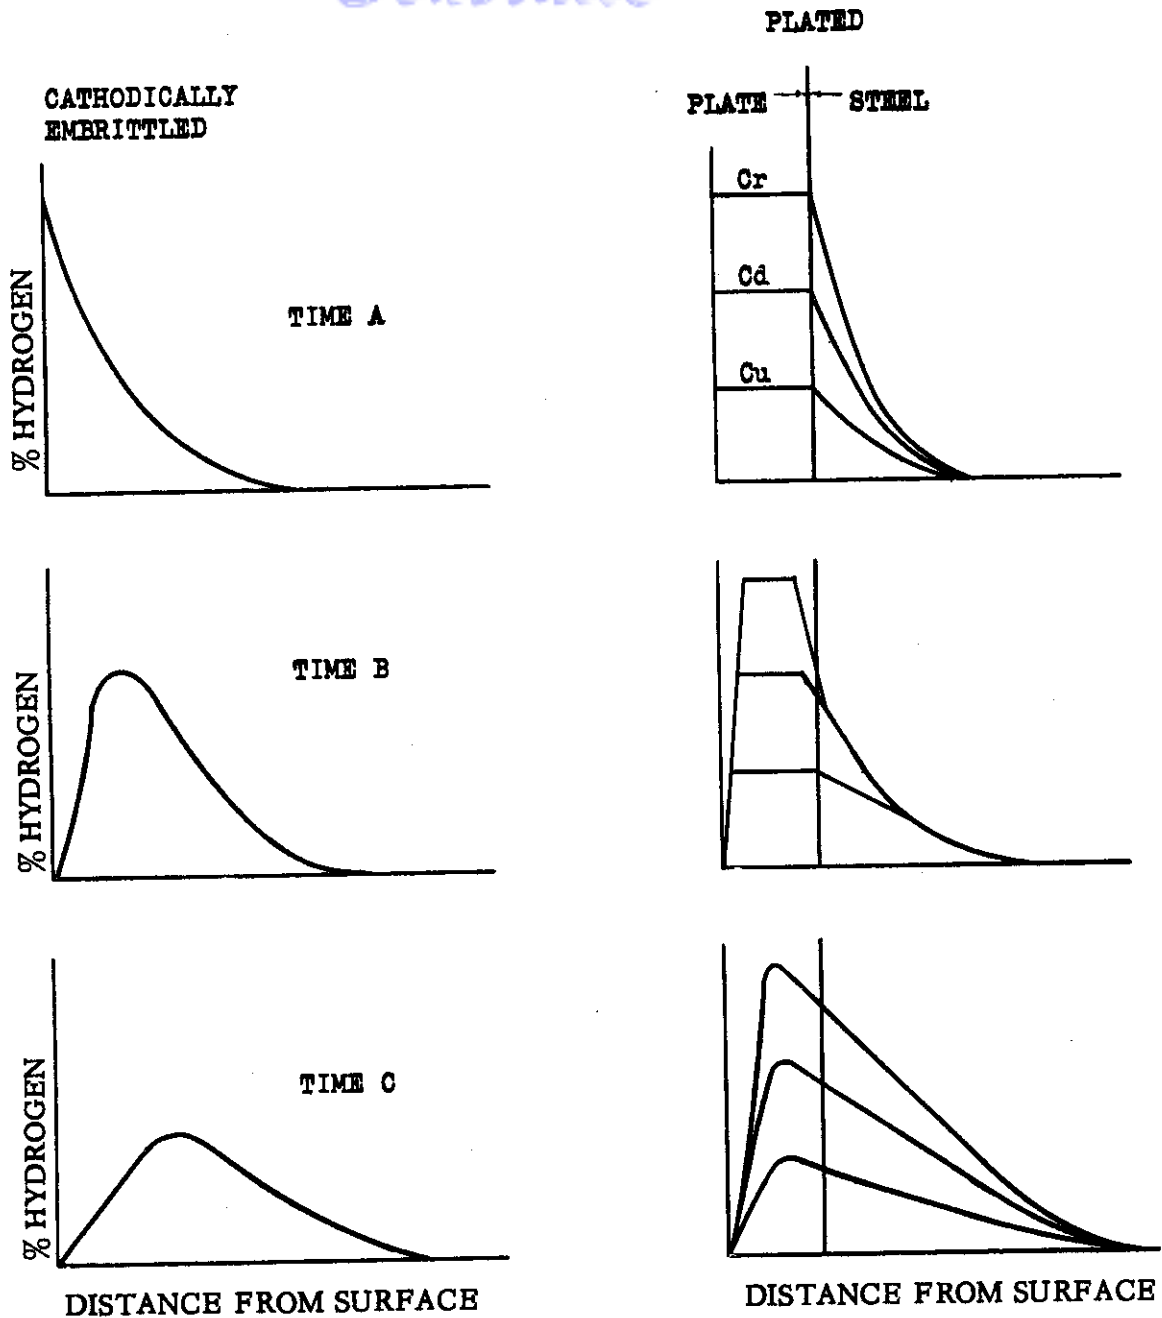 PLATED
CATHODICALLY
EMBRITTLED
PLATE
STEEL
Cr
Cd
Cu
% HYDROGEN
TIME A
% HYDROGEN
TIME B
% HYDROGEN
TIME C
DISTANCE FROM SURFACE
DISTANCE FROM SURFACE